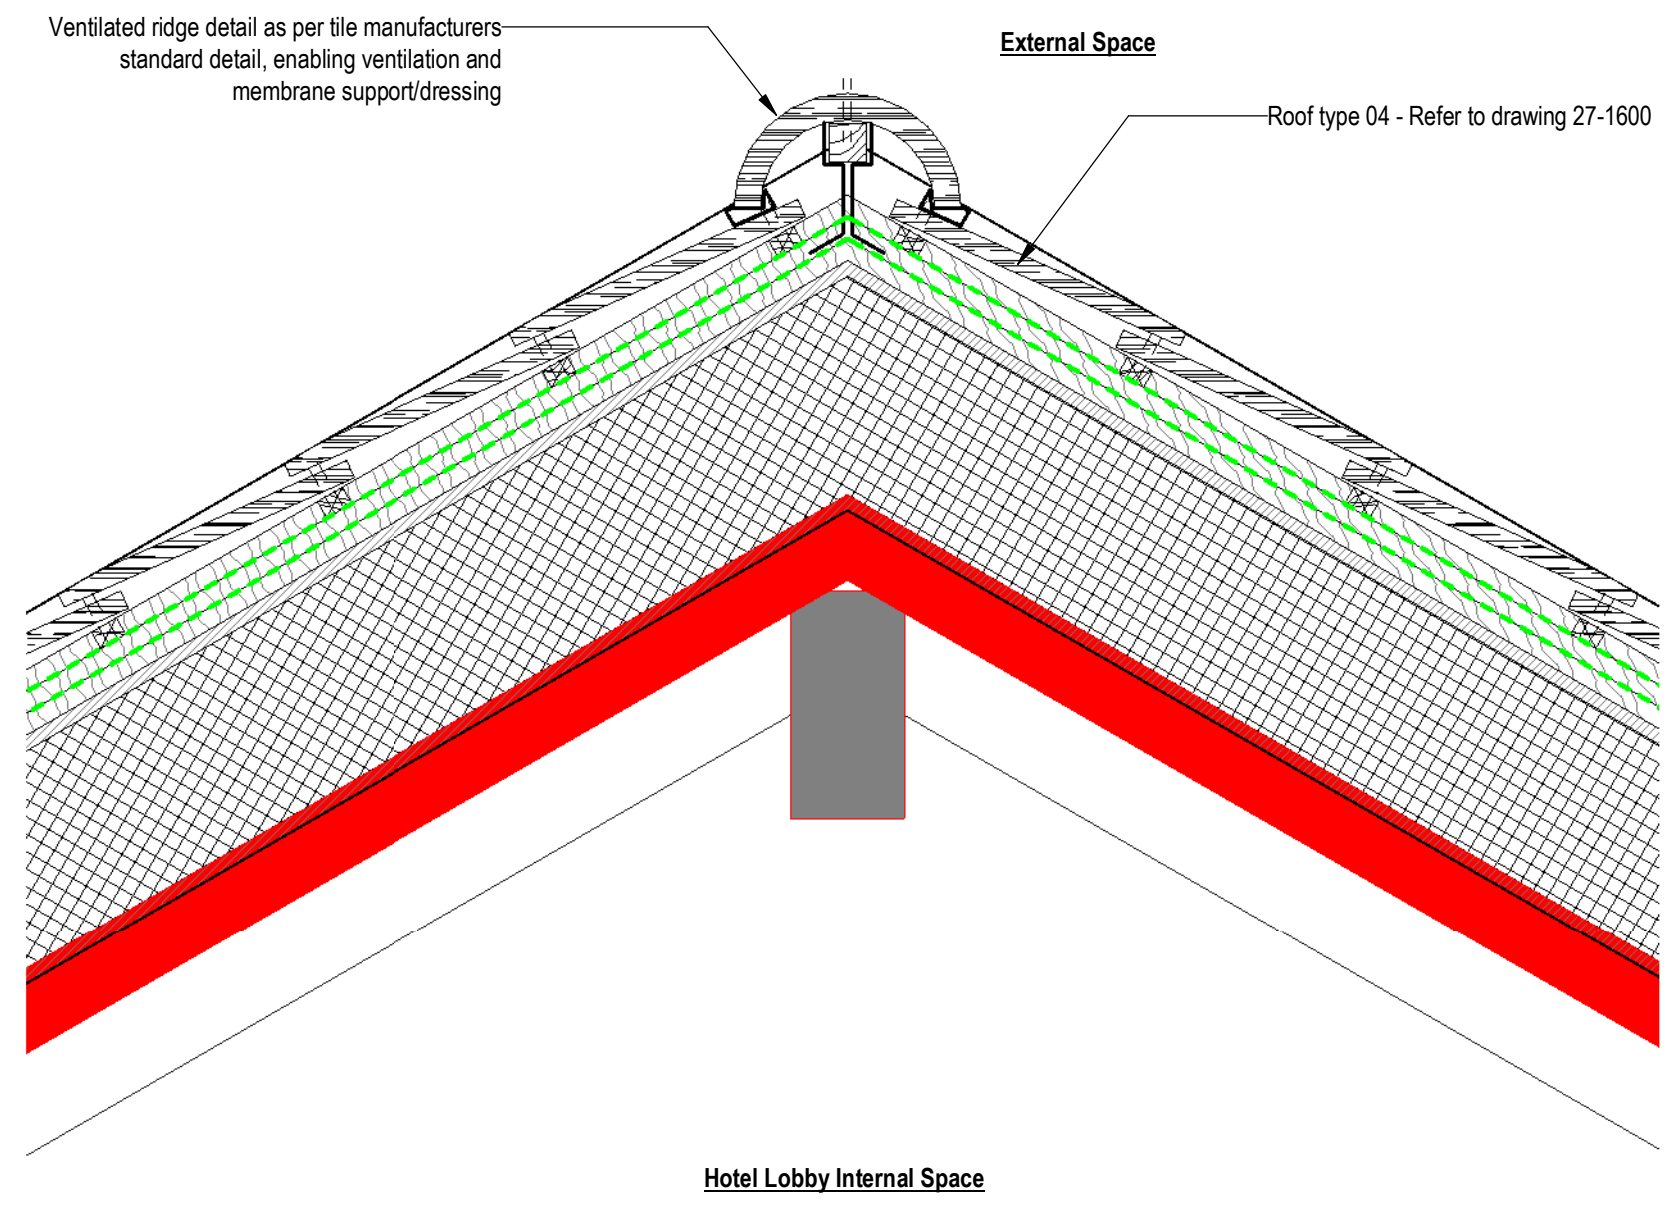 Ventilated ridge detail as per tile manufacturers
standard detail, enabling ventilation and
membrane support/dressing
External Space
Roof type 04 - Refer to drawing 27-1600
Hotel Lobby Internal Space